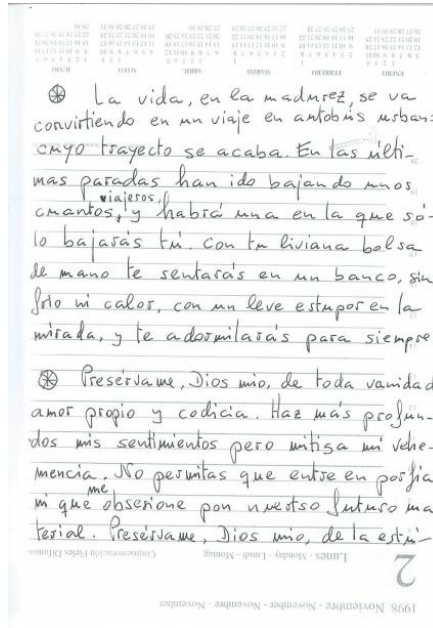 La vida, en la madurez, se va
convirtiendo en un viaje en autobús urbano
cuyo trayecto se acaba. En las últi-
mas paradas han ido bajando unos
cuantos viajeros, y habrá una en la que só-
lo bajarás tú. Con tu liviana bolsa
de mano te sentarás en un banco, sin
frío ni calor, con un leve estupor en la
mirada, y te adormilarás para siempre
Presérvame, Dios mío, de toda vanidad
amor propio y codicia. Haz más profun-
dos mis sentimientos pero mitiga mi vehe-
mencia. No permitas que entre en porfía
ni que me obsesione por nuestro futuro ma
terial. Presérvame, Dios mío, de la estri-
Conmemoración Fieles Difuntos
Lunes - Monday - Lundi - Montag
2
1998 Noviembre - November - Novembre - November